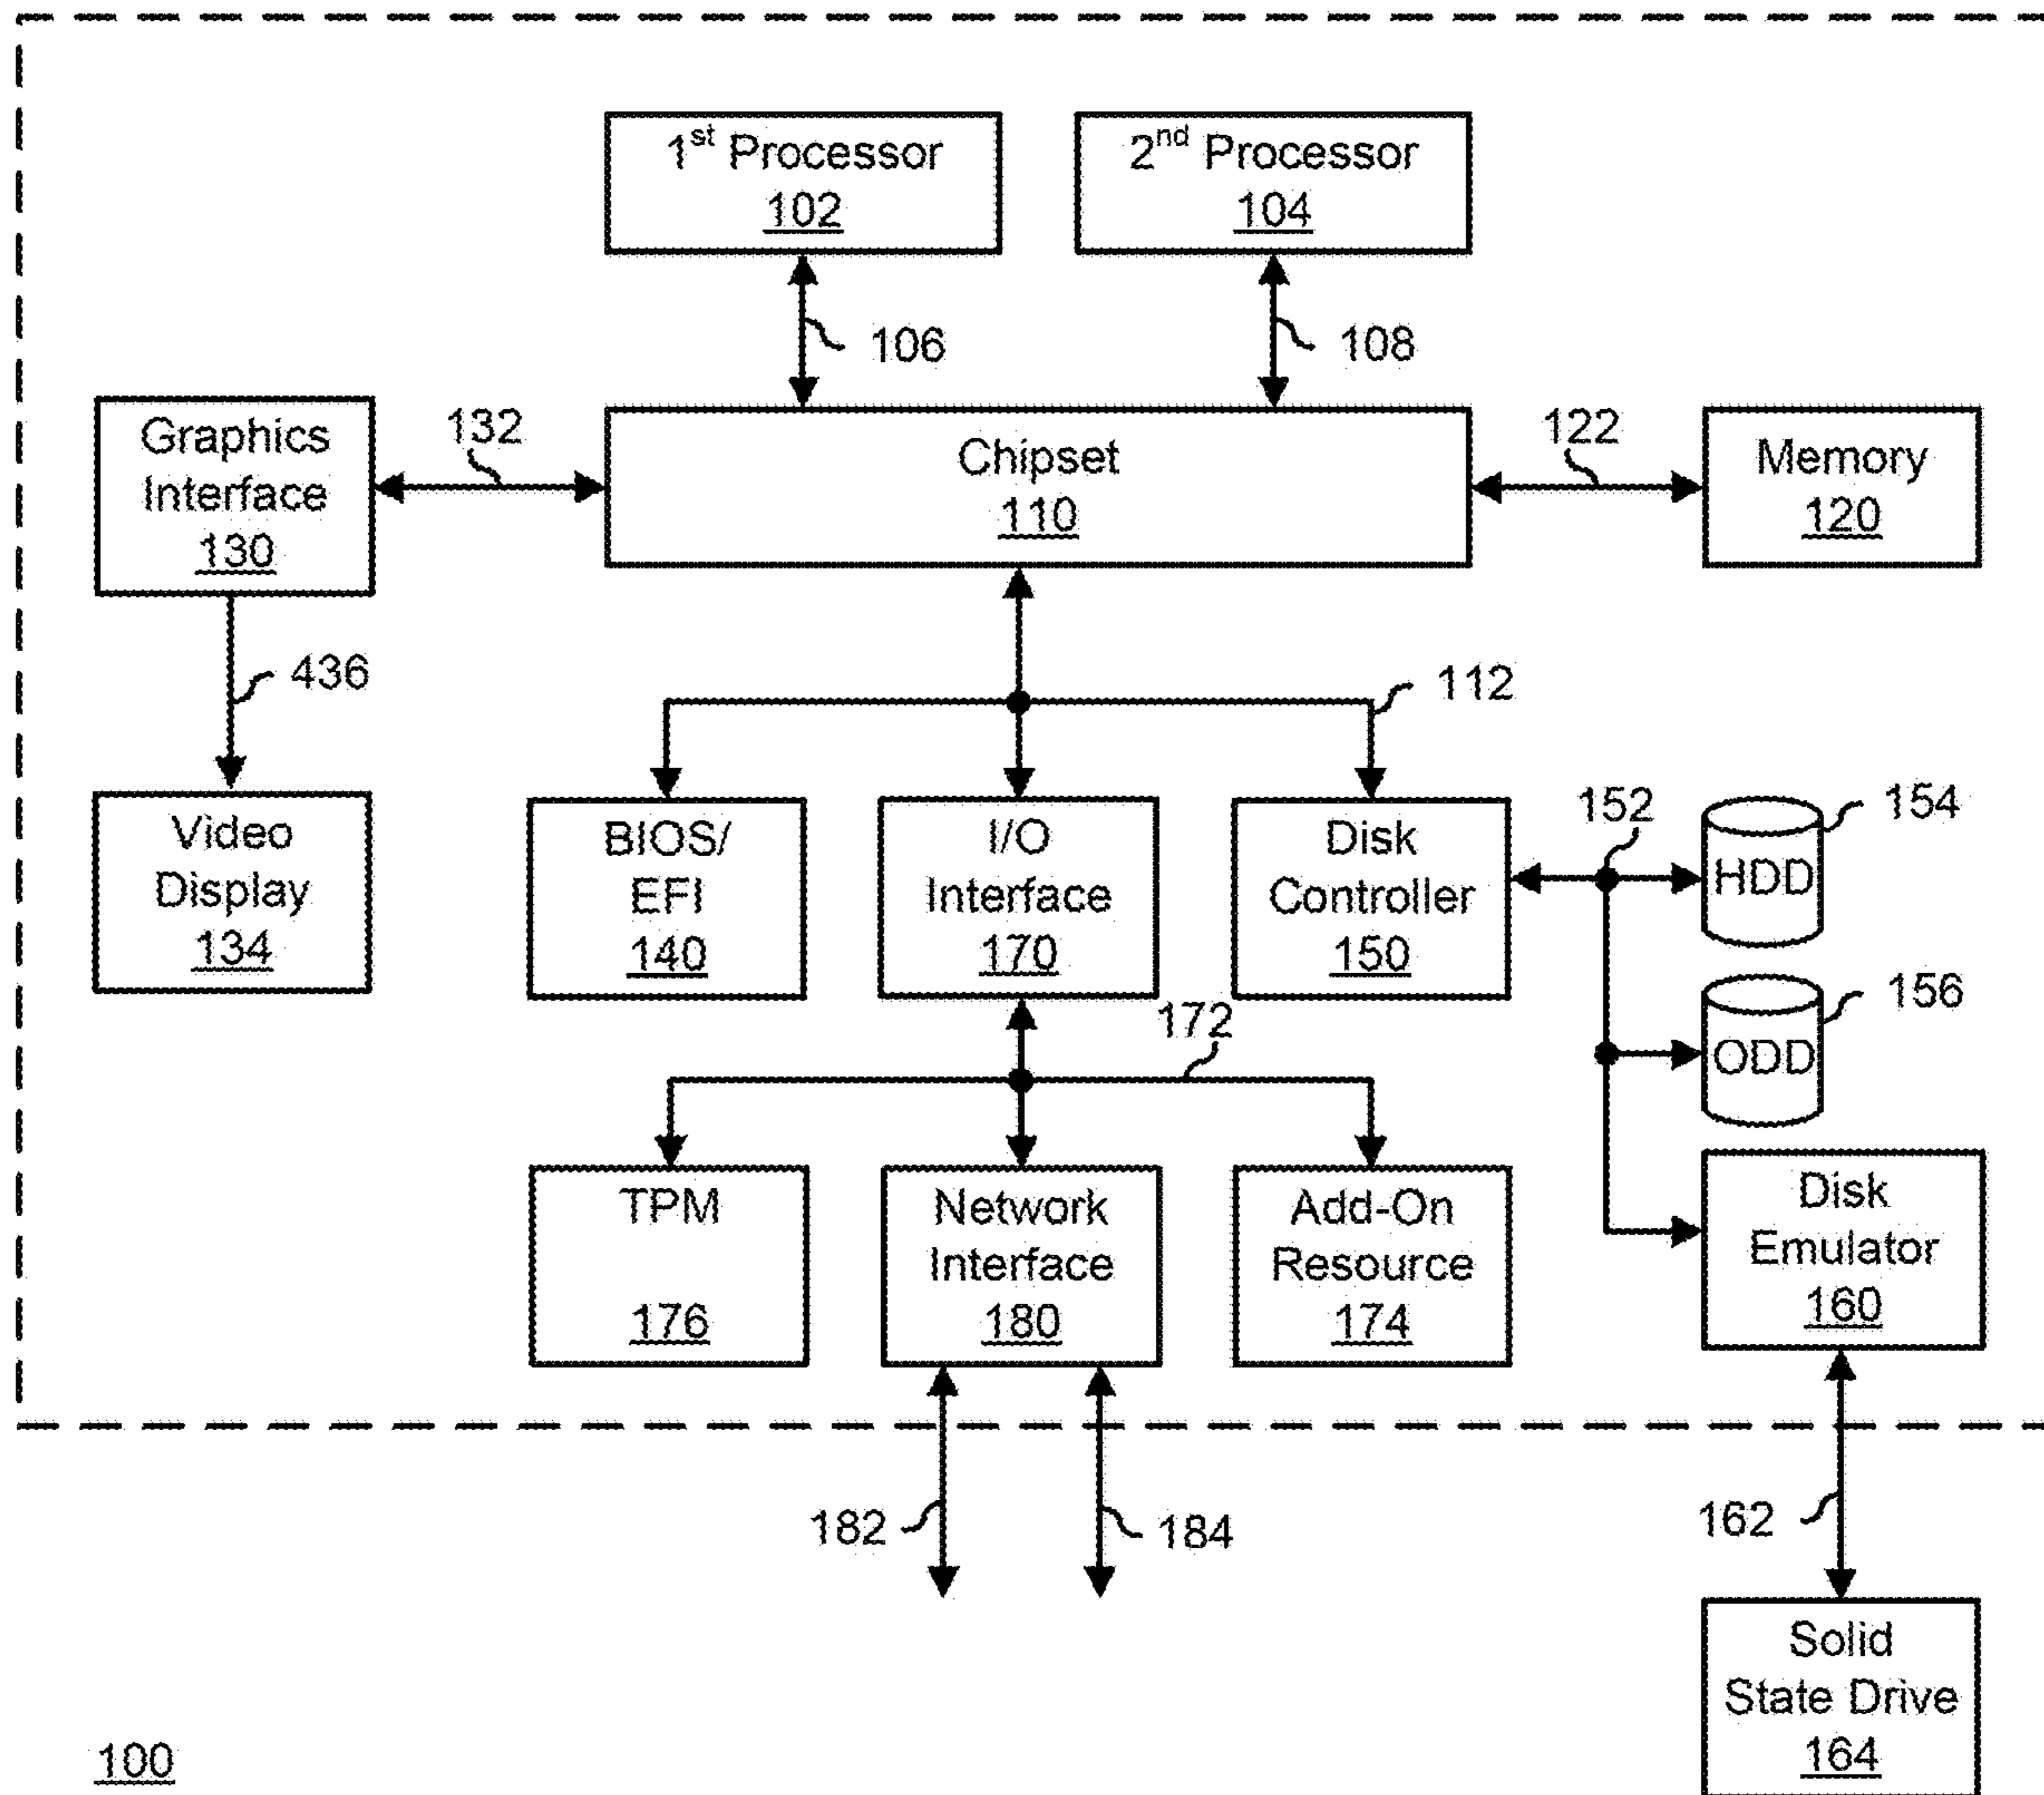 1st Processor
102
2nd Processor
104
106
108
Graphics
Interface
130
132
Chipset
110
122
Memory
120
436
112
Video
Display
134
BIOS/
EFI
140
I/O
Interface
170
Disk
Controller
150
152
HDD
154
ODD
156
172
TPM
176
Network
Interface
180
Add-On
Resource
174
Disk
Emulator
160
182
184
162
Solid
State Drive
164
100